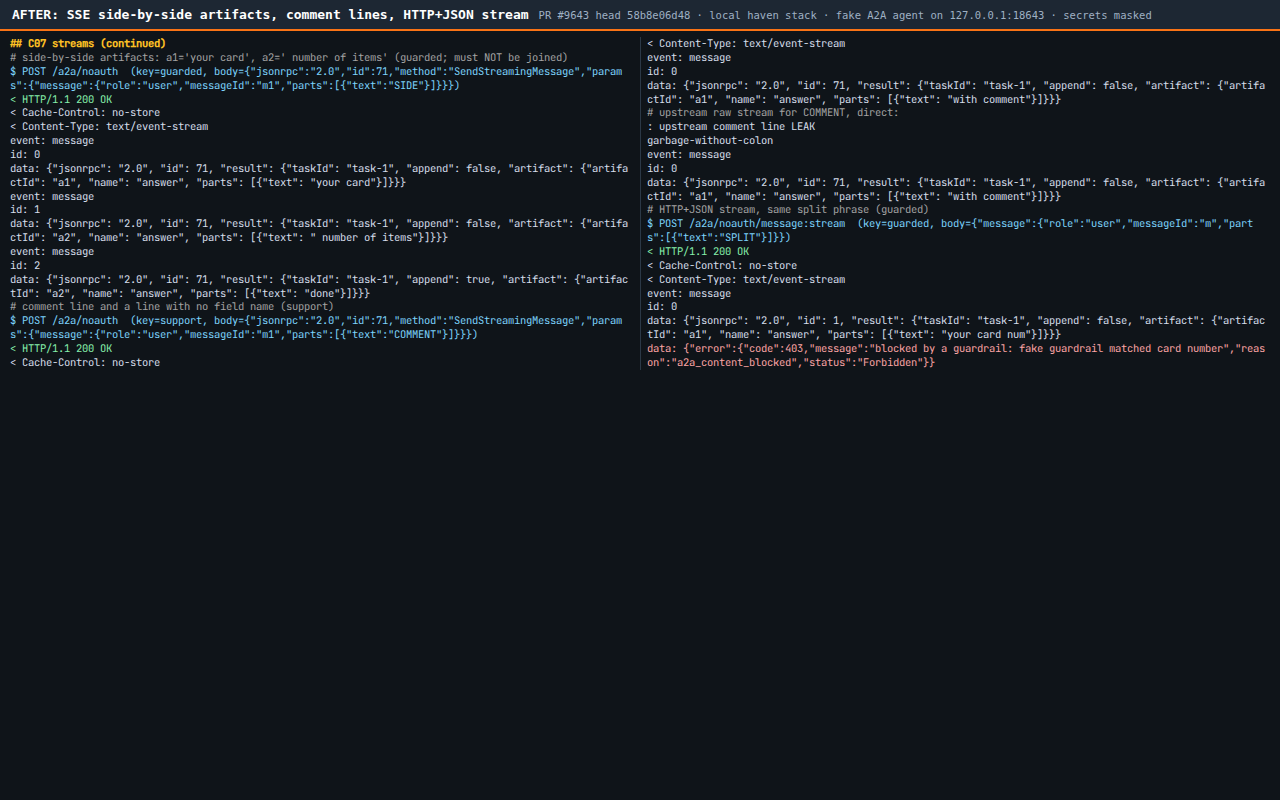 AFTER: SSE side-by-side artifacts, comment lines, HTTP+JSON stream PR #9643 head 58b8e06d48 · local haven stack · fake A2A agent on 127.0.0.1:18643 · secrets masked
## C07 streams (continued)
# side-by-side artifacts: a1='your card', a2=' number of items' (guarded; must NOT be joined)
$ POST /a2a/noauth  (key=guarded, body={"jsonrpc":"2.0","id":71,"method":"SendStreamingMessage","param
s":{"message":{"role":"user","messageId":"m1","parts":[{"text":"SIDE"}]}}})
< HTTP/1.1 200 OK
< Cache-Control: no-store
< Content-Type: text/event-stream
event: message
id: 0
data: {"jsonrpc": "2.0", "id": 71, "result": {"taskId": "task-1", "append": false, "artifact": {"artifa
ctId": "a1", "name": "answer", "parts": [{"text": "your card"}]}}}
event: message
id: 1
data: {"jsonrpc": "2.0", "id": 71, "result": {"taskId": "task-1", "append": false, "artifact": {"artifa
ctId": "a2", "name": "answer", "parts": [{"text": " number of items"}]}}}
event: message
id: 2
data: {"jsonrpc": "2.0", "id": 71, "result": {"taskId": "task-1", "append": true, "artifact": {"artifac
tId": "a2", "name": "answer", "parts": [{"text": "done"}]}}}
# comment line and a line with no field name (support)
$ POST /a2a/noauth  (key=support, body={"jsonrpc":"2.0","id":71,"method":"SendStreamingMessage","param
s":{"message":{"role":"user","messageId":"m1","parts":[{"text":"COMMENT"}]}}})
< HTTP/1.1 200 OK
< Cache-Control: no-store
< Content-Type: text/event-stream
event: message
id: 0
data: {"jsonrpc": "2.0", "id": 71, "result": {"taskId": "task-1", "append": false, "artifact": {"artifa
ctId": "a1", "name": "answer", "parts": [{"text": "with comment"}]}}}
# upstream raw stream for COMMENT, direct:
: upstream comment line LEAK
garbage-without-colon
event: message
id: 0
data: {"jsonrpc": "2.0", "id": 71, "result": {"taskId": "task-1", "append": false, "artifact": {"artifa
ctId": "a1", "name": "answer", "parts": [{"text": "with comment"}]}}}
# HTTP+JSON stream, same split phrase (guarded)
$ POST /a2a/noauth/message:stream  (key=guarded, body={"message":{"role":"user","messageId":"m","part
s":[{"text":"SPLIT"}]}})
< HTTP/1.1 200 OK
< Cache-Control: no-store
< Content-Type: text/event-stream
event: message
id: 0
data: {"jsonrpc": "2.0", "id": 1, "result": {"taskId": "task-1", "append": false, "artifact": {"artifac
tId": "a1", "name": "answer", "parts": [{"text": "your card num"}]}}}
data: {"error":{"code":403,"message":"blocked by a guardrail: fake guardrail matched card number","reas
on":"a2a_content_blocked","status":"Forbidden"}}